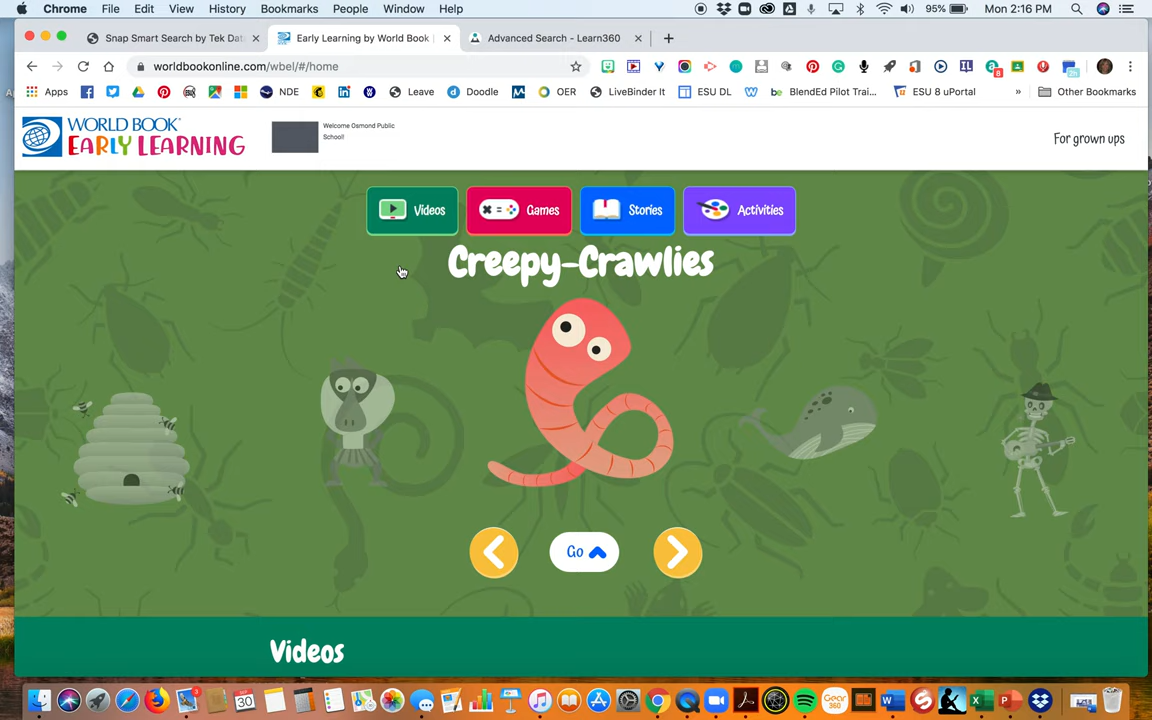 Chrome File Edit View History Bookmarks People Window Help 95% Mon 2:16 PM
Snap Smart Search by Tek Dat Early Learning by World Book Advanced Search - Learn360
worldbookonline.com/wbel/#/home
Apps NDE Leave Doodle OER LiveBinder It ESU DL BlendEd Pilot Trai... ESU 8 uPortal » Other Bookmarks
WORLD BOOK
EARLY LEARNING
Welcome Osmond Public
School!
For grown ups
Videos Games Stories Activities
Creepy-Crawlies
Go
Videos